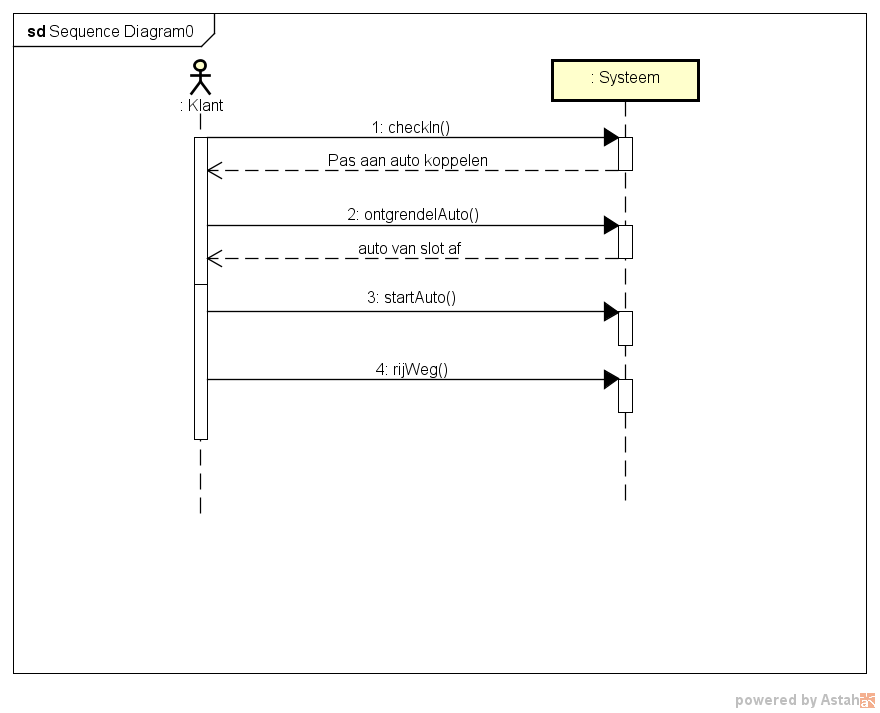 sd Sequence Diagram0
: Klant
: Systeem
1: checkIn()
Pas aan auto koppelen
2: ontgrendelAuto()
auto van slot af
3: startAuto()
4: rijWeg()
powered by Astah